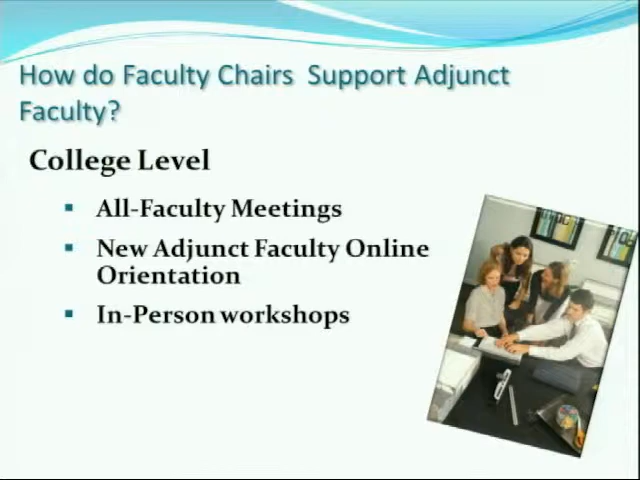 How do Faculty Chairs Support Adjunct
Faculty?
College Level
All-Faculty Meetings
New Adjunct Faculty Online
Orientation
In-Person workshops